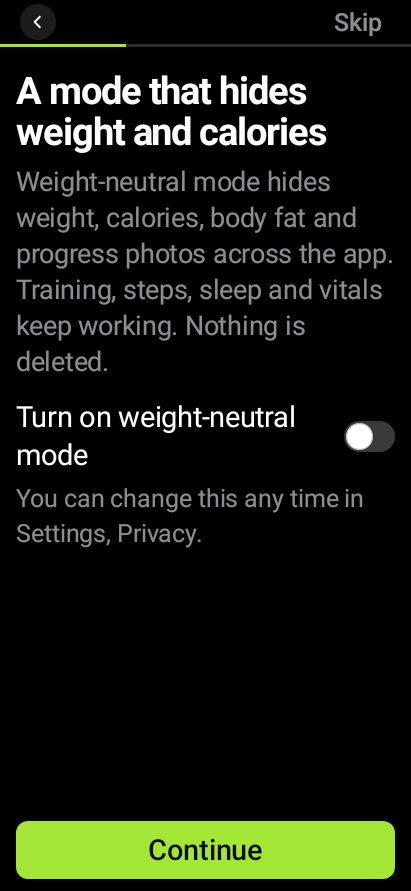 Skip
A mode that hides
weight and calories
Weight-neutral mode hides
weight, calories, body fat and
progress photos across the app.
Training, steps, sleep and vitals
keep working. Nothing is
deleted.
Turn on weight-neutral
mode
You can change this any time in
Settings, Privacy.
Continue